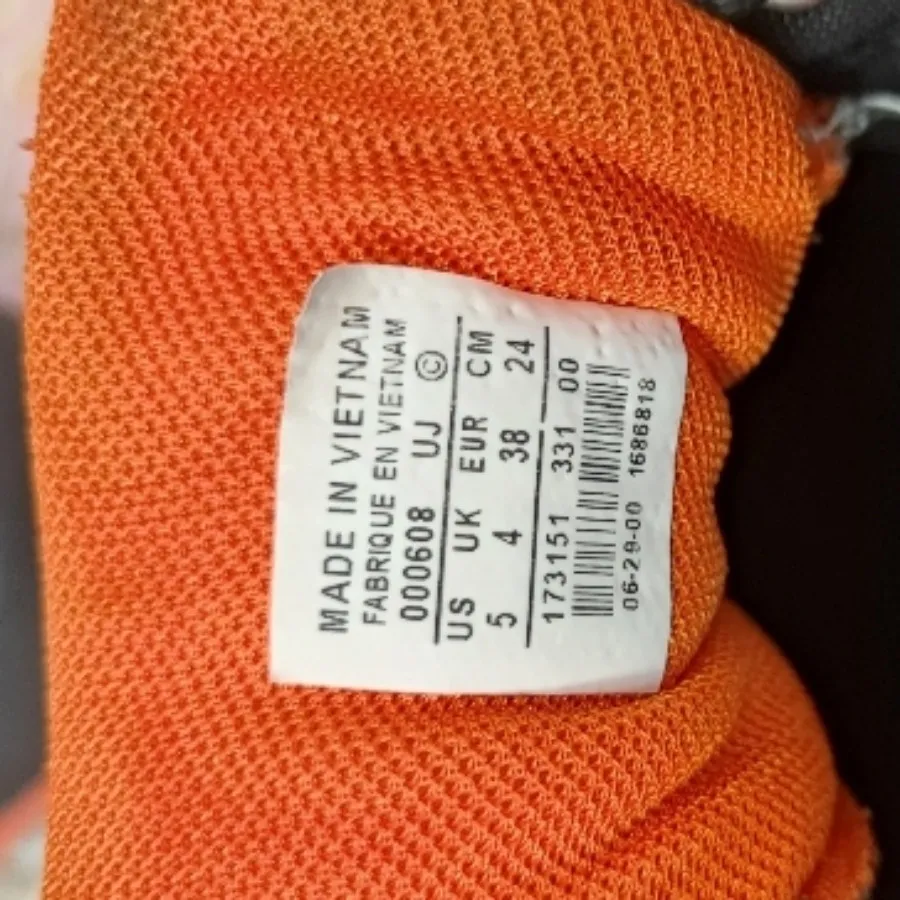 MADE IN VIETNAM
FABRIQUE EN VIETNAM
000608 UJ ©
US UK EUR CM
5 4 38 24
173151 331 00
06-29-00 1686818